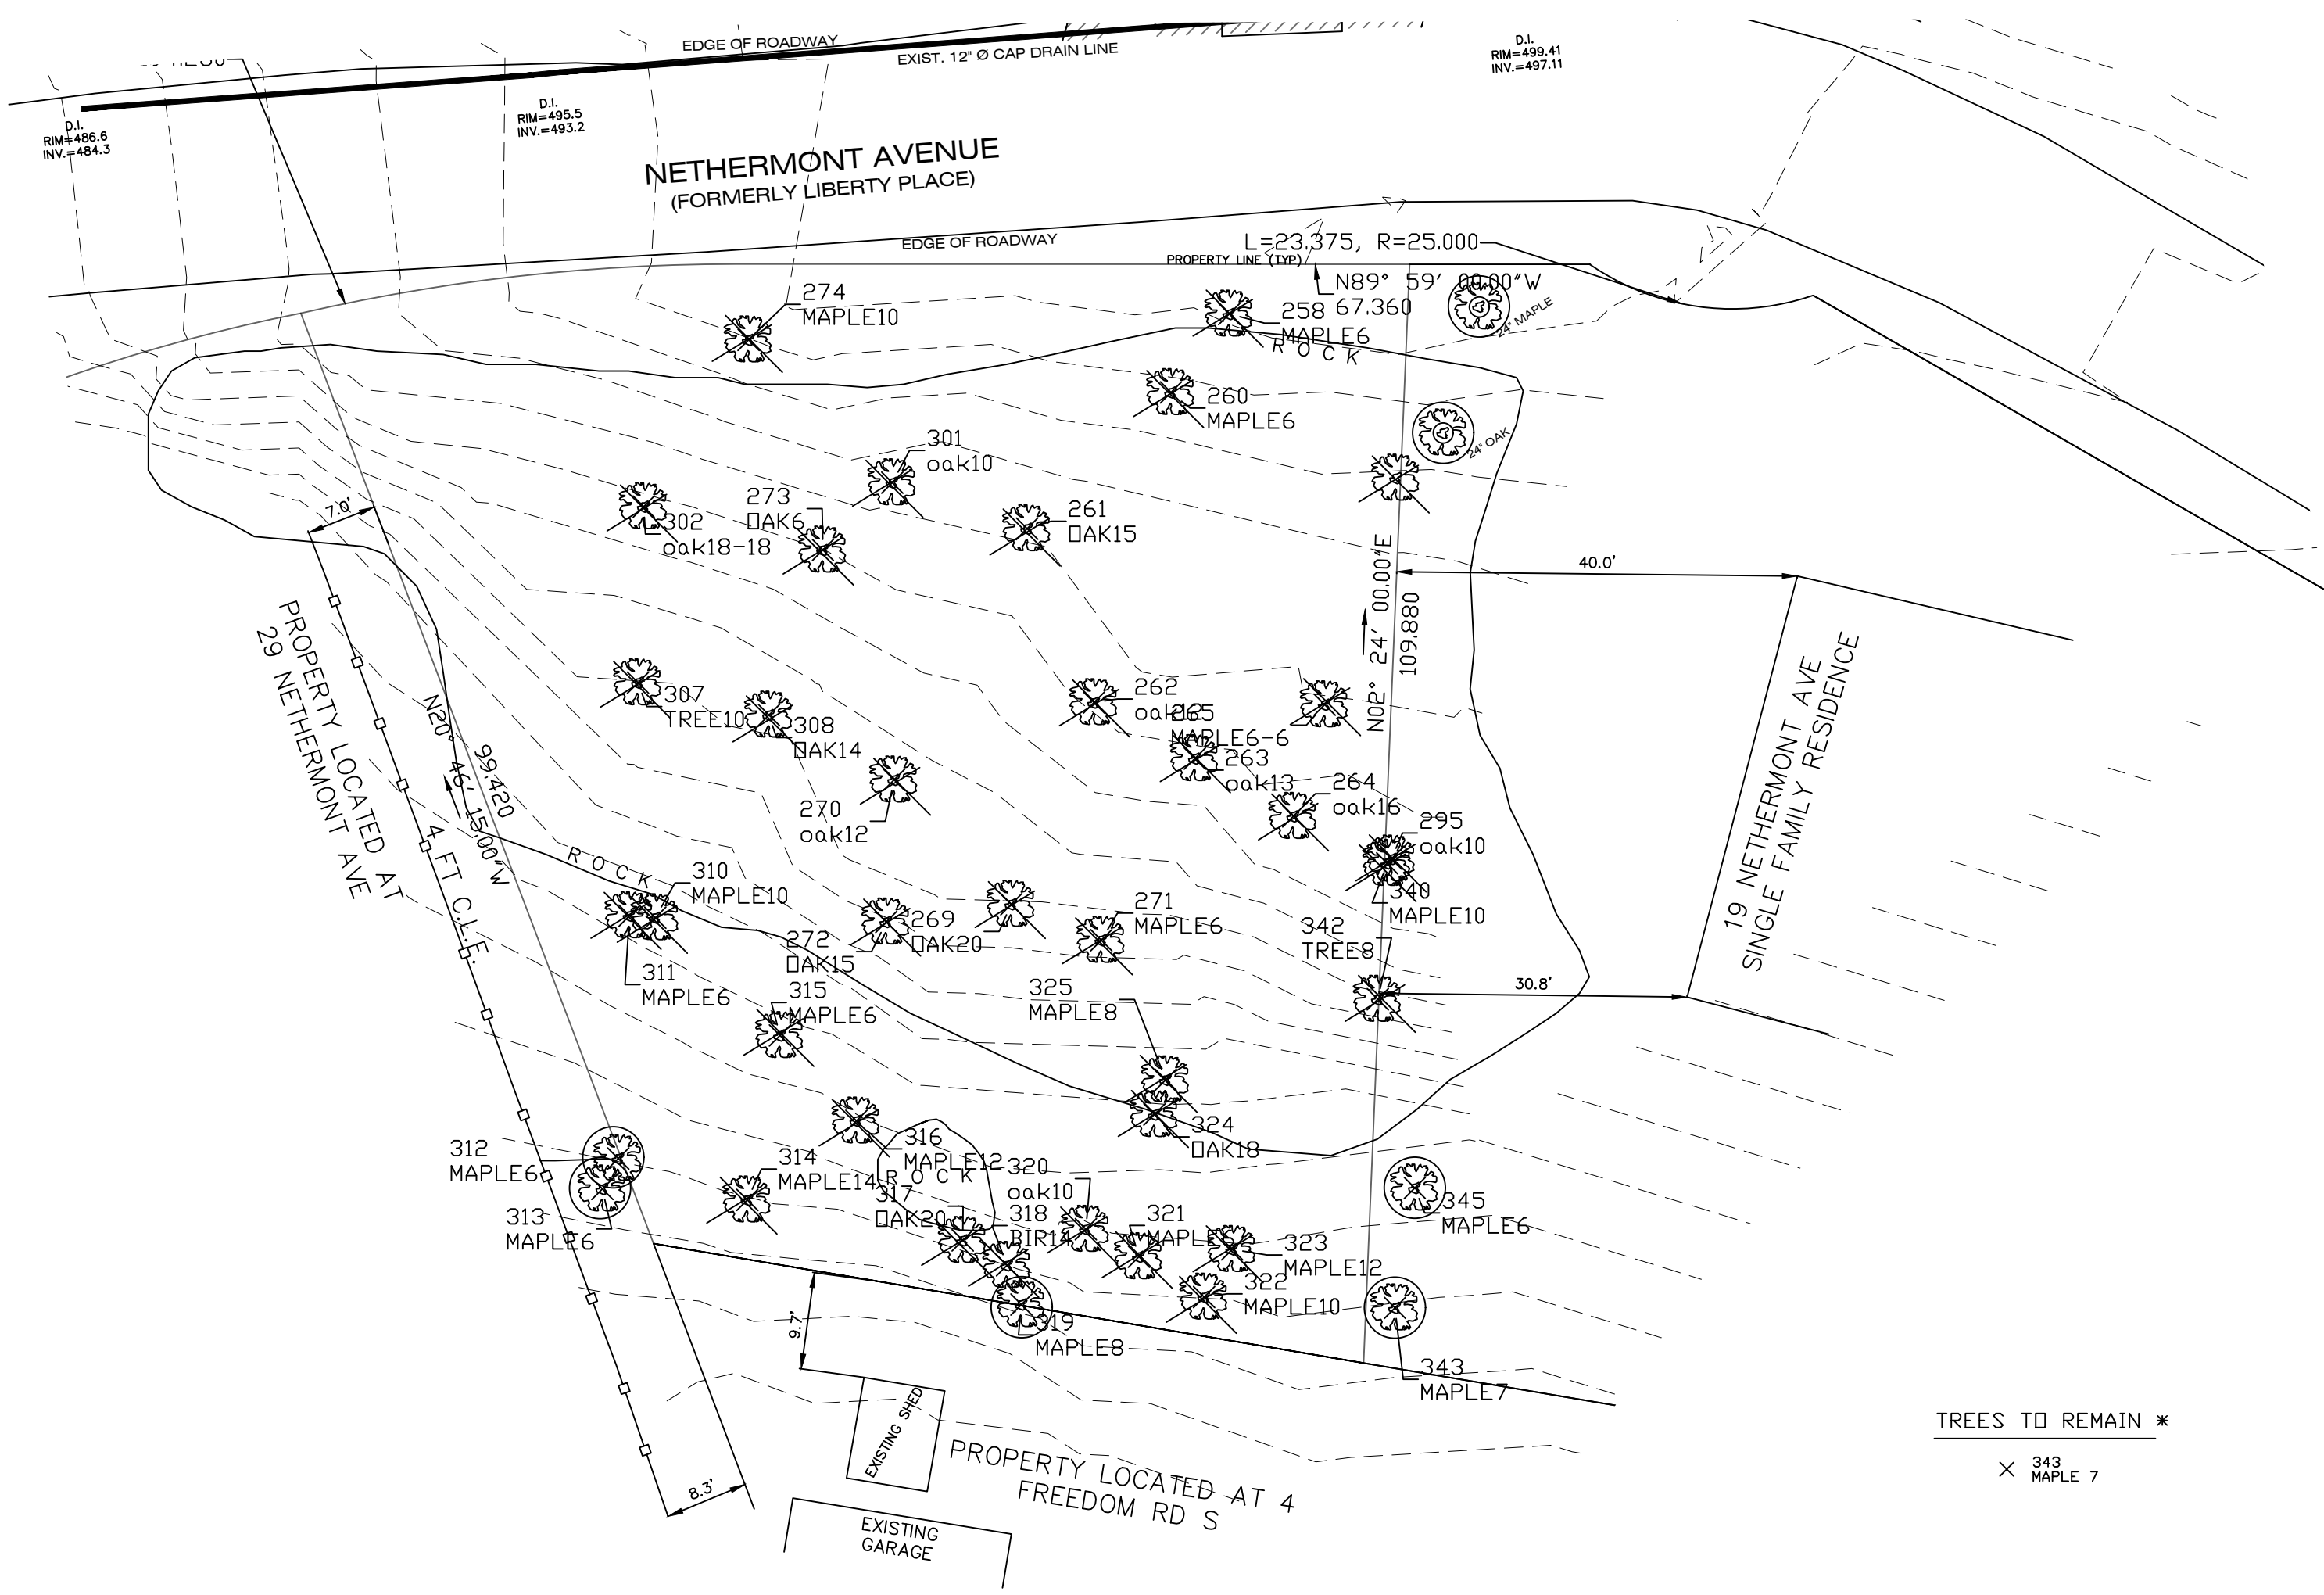 EDGE OF ROADWAY
EXIST. 12" Ø CAP DRAIN LINE
D.I.
RIM=499.41
INV.=497.11
D.I.
RIM=495.5
INV.=493.2
D.I.
RIM=486.6
INV.=484.3
NETHERMONT AVENUE
(FORMERLY LIBERTY PLACE)
EDGE OF ROADWAY
L=23.375, R=25.000
PROPERTY LINE (TYP.)
N89° 59' 00.00"W
67.360
274
MAPLE10
258
MAPLE6
24" MAPLE
ROCK
260
MAPLE6
24" OAK
301
oak10
273
OAK6
302
oak18-18
261
OAK15
7.0'
40.0'
N02° 24' 00.00"E
109.880
PROPERTY LOCATED AT
29 NETHERMONT AVE
19 NETHERMONT AVE
SINGLE FAMILY RESIDENCE
N20° 46' 15.00"W
99.420
4 FT C.L.F.
307
TREE10
308
OAK14
262
265
MAPLE6-6
263
oak13
264
oak16
270
oak12
295
oak10
340
MAPLE10
ROCK
310
MAPLE10
311
MAPLE6
272
OAK15
269
OAK20
271
MAPLE6
342
TREE8
315
MAPLE6
325
MAPLE8
30.8'
324
OAK18
316
MAPLE12
ROCK
312
MAPLE6
313
MAPLE6
314
MAPLE14
317
OAK20
320
oak10
318
BIR14
321
323
MAPLE12
322
MAPLE10
345
MAPLE6
319
MAPLE8
343
MAPLE7
9.7'
8.3'
EXISTING SHED
PROPERTY LOCATED AT 4
FREEDOM RD S
EXISTING
GARAGE
TREES TO REMAIN *
343
MAPLE 7